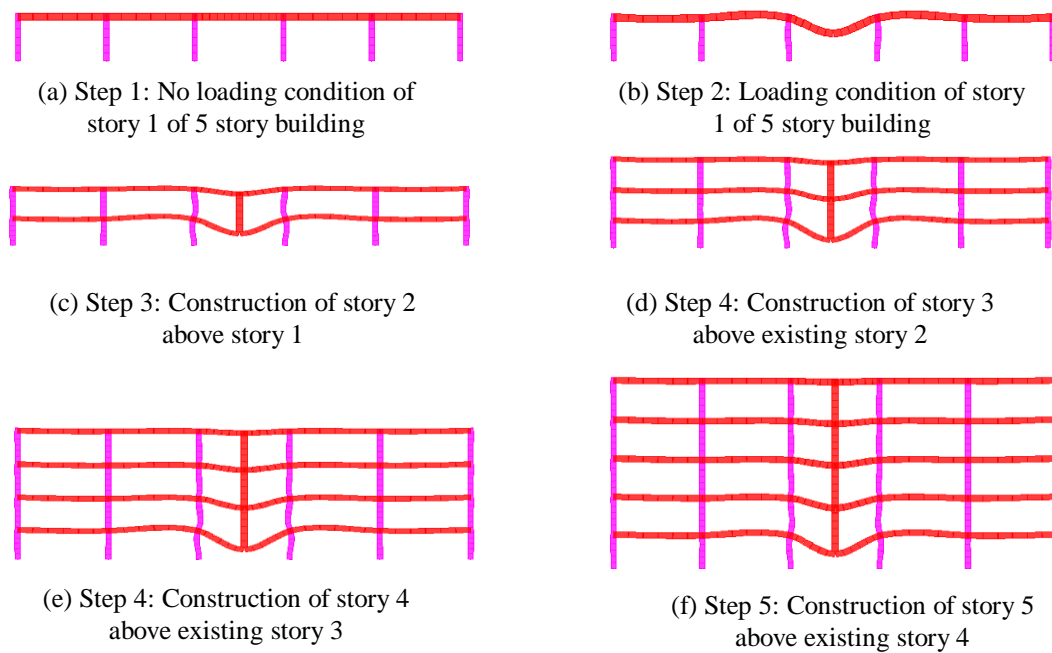 (a) Step 1: No loading condition of
story 1 of 5 story building
(b) Step 2: Loading condition of story
1 of 5 story building
(c) Step 3: Construction of story 2
above story 1
(d) Step 4: Construction of story 3
above existing story 2
(e) Step 4: Construction of story 4
above existing story 3
(f) Step 5: Construction of story 5
above existing story 4